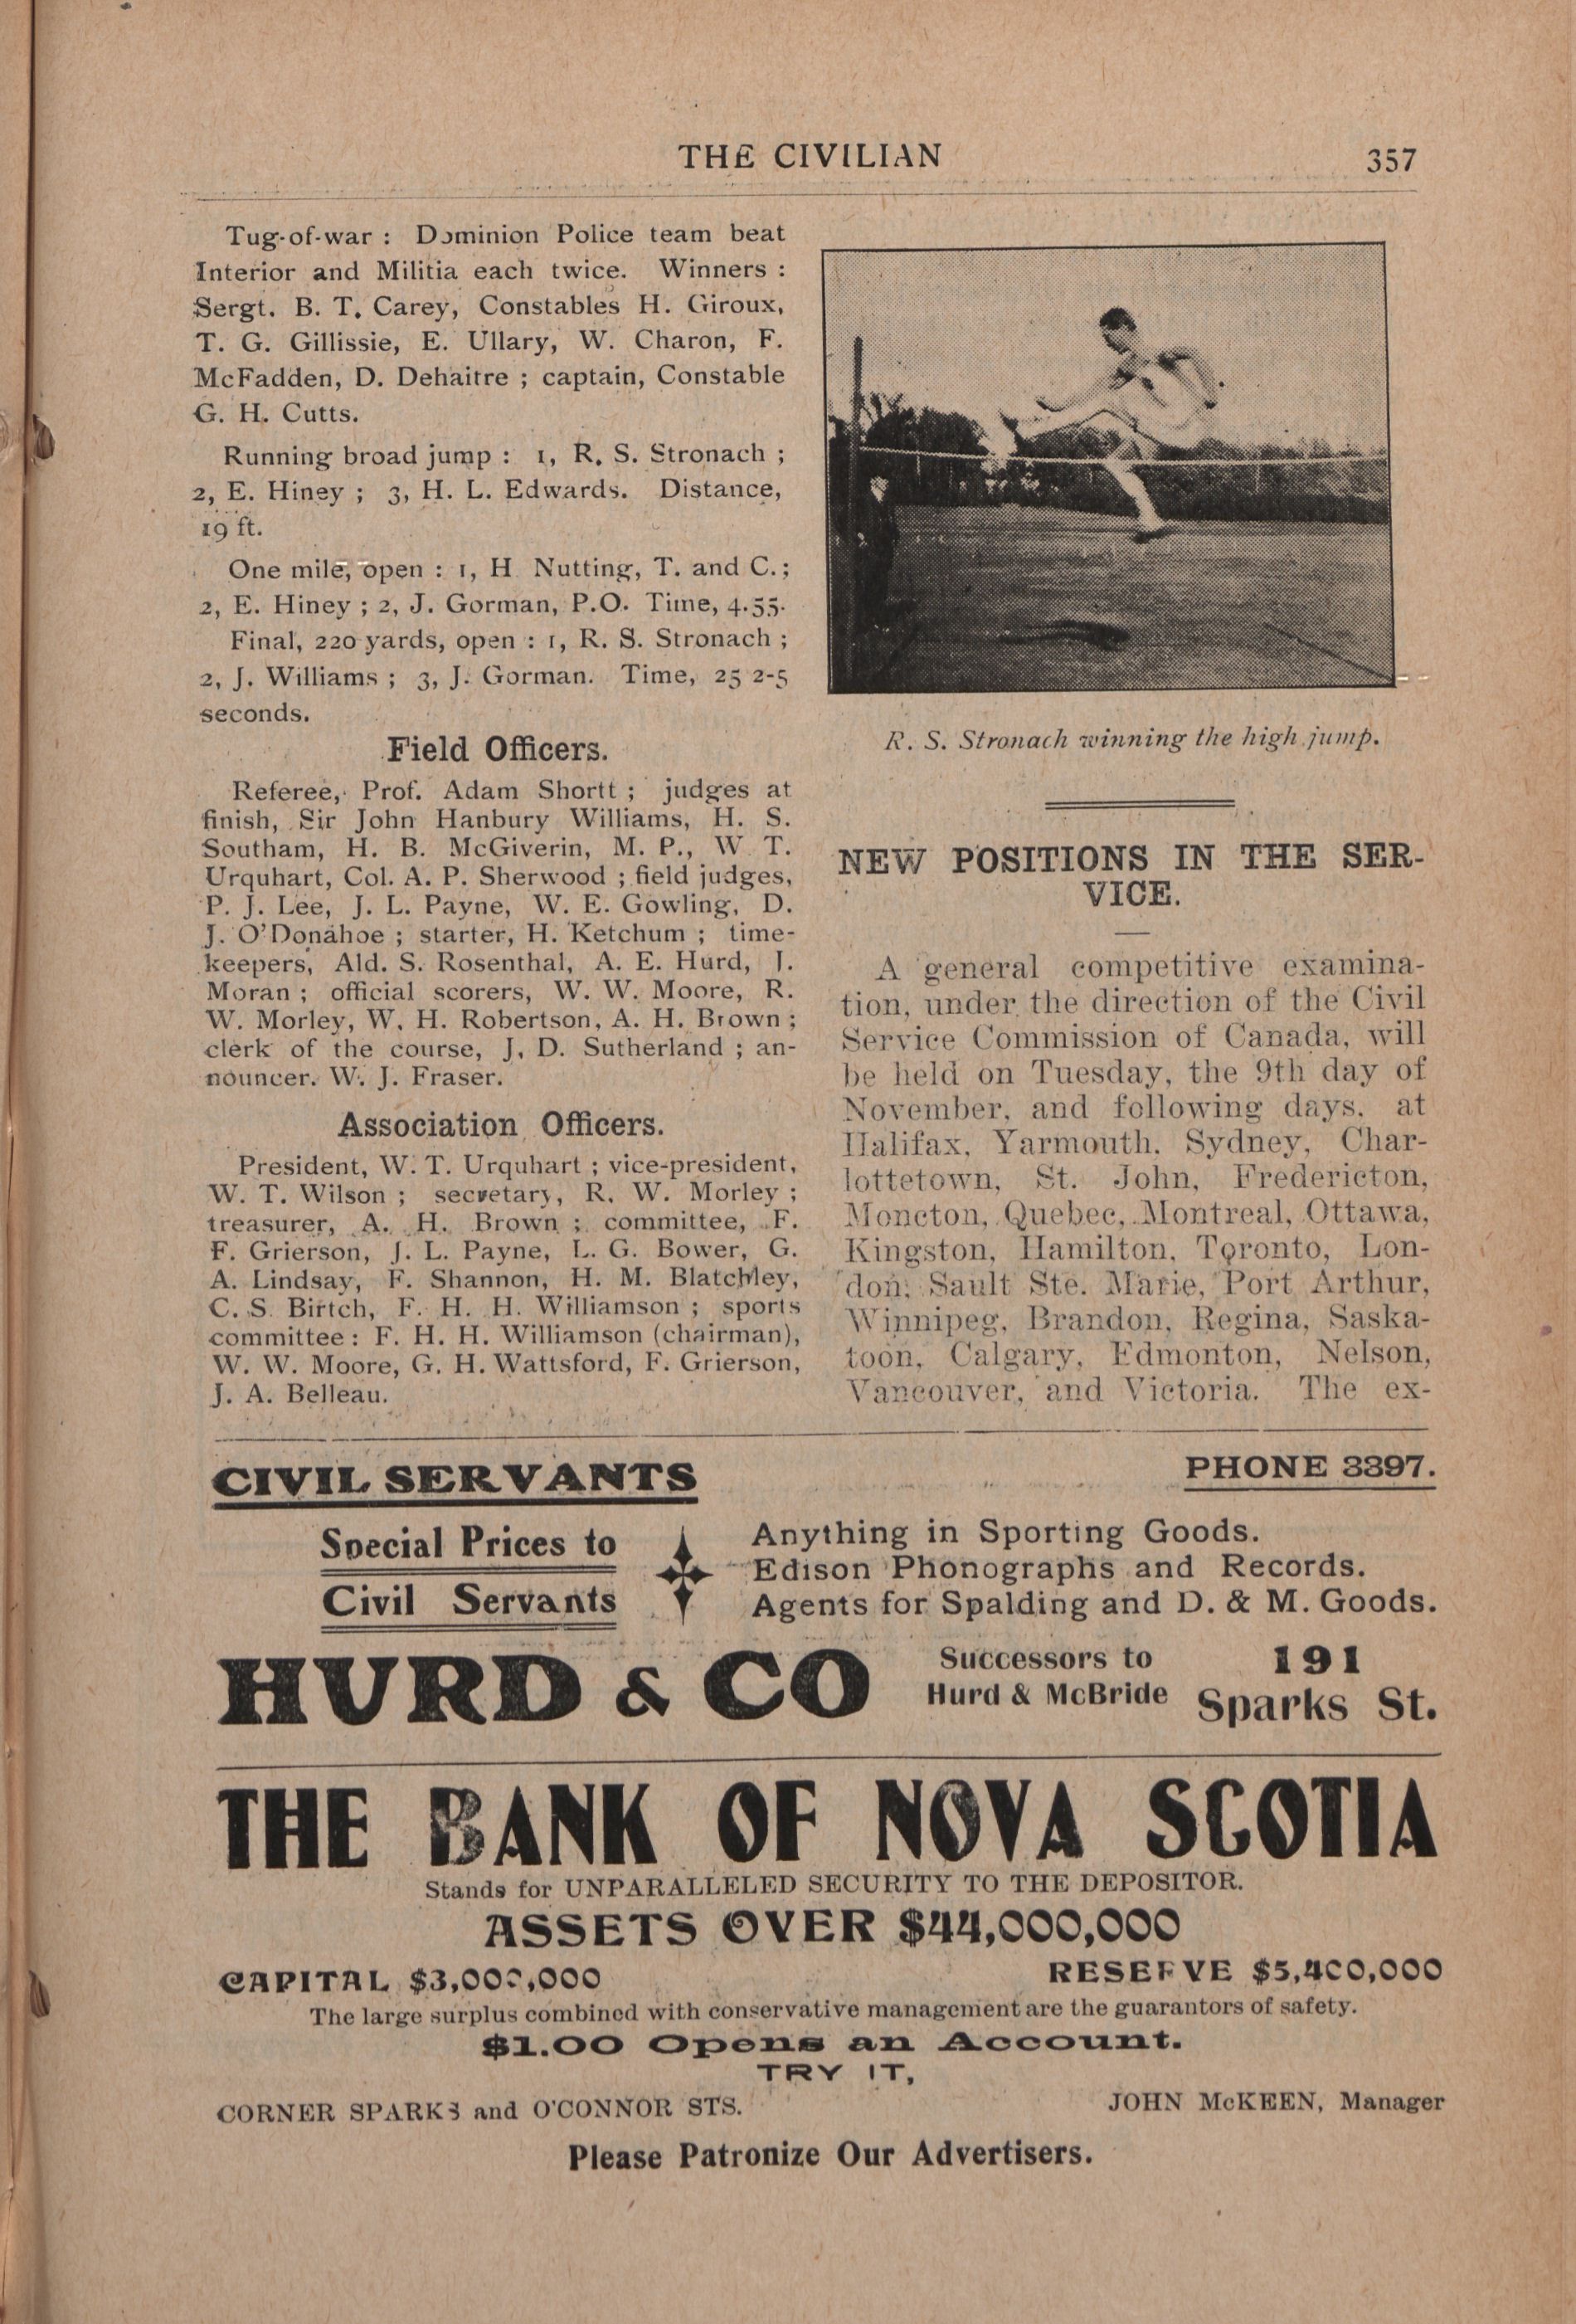 THE CIVILIAN
357
Tug-of-war : Dominion Police team beat
Interior and Militia each twice. Winners :
Sergt. B. T. Carey, Constables H. Giroux,
T. G. Gillissie, E. Ullary, W. Charon, F.
McFadden, D. Dehaitre ; captain, Constable
G. H. Cutts.
Running broad jump : 1, R. S. Stronach ;
2, E. Hiney ; 3, H. L. Edwards. Distance,
19 ft.
One mile, open : 1, H Nutting, T. and C.;
2, E. Hiney ; 2, J. Gorman, P.O. Time, 4.55.
Final, 220 yards, open : 1, R. S. Stronach ;
2, J. Williams ; 3, J. Gorman. Time, 25 2-5
seconds.
Field Officers.
Referee, Prof. Adam Shortt ; judges at
finish, Sir John Hanbury Williams, H. S.
Southam, H. B. McGiverin, M. P., W T.
Urquhart, Col. A. P. Sherwood ; field judges,
P. J. Lee, J. L. Payne, W. E. Gowling, D.
J. O'Donahoe ; starter, H. Ketchum ; time-
keepers, Ald. S. Rosenthal, A. E. Hurd, J.
Moran ; official scorers, W. W. Moore, R.
W. Morley, W. H. Robertson, A. H. Brown ;
clerk of the course, J. D. Sutherland ; an-
nouncer. W. J. Fraser.
Association Officers.
President, W. T. Urquhart ; vice-president,
W. T. Wilson ; secretary, R. W. Morley ;
treasurer, A. H. Brown ; committee, F.
F. Grierson, J. L. Payne, L. G. Bower, G.
A. Lindsay, F. Shannon, H. M. Blatchley,
C. S. Birtch, F. H. H. Williamson ; sports
committee : F. H. H. Williamson (chairman),
W. W. Moore, G. H. Wattsford, F. Grierson,
J. A. Belleau.
R. S. Stronach winning the high jump.
NEW POSITIONS IN THE SER-
VICE.
A general competitive examina-
tion, under the direction of the Civil
Service Commission of Canada, will
be held on Tuesday, the 9th day of
November, and following days, at
Halifax, Yarmouth, Sydney, Char-
lottetown, St. John, Fredericton,
Moncton, Quebec, Montreal, Ottawa,
Kingston, Hamilton, Toronto, Lon-
don, Sault Ste. Marie, Port Arthur,
Winnipeg, Brandon, Regina, Saska-
toon, Calgary, Edmonton, Nelson,
Vancouver, and Victoria. The ex-
CIVIL SERVANTS
PHONE 3397.
Special Prices to
Civil Servants
Anything in Sporting Goods.
Edison Phonographs and Records.
Agents for Spalding and D. & M. Goods.
HURD & CO
Successors to
Hurd & McBride
191
Sparks St.
THE BANK OF NOVA SCOTIA
Stands for UNPARALLELED SECURITY TO THE DEPOSITOR.
ASSETS OVER $44,000,000
CAPITAL $3,000,000
RESERVE $5,400,000
The large surplus combined with conservative management are the guarantors of safety.
$1.00 Opens an Account.
TRY IT,
CORNER SPARKS and O'CONNOR STS.
JOHN McKEEN, Manager
Please Patronize Our Advertisers.